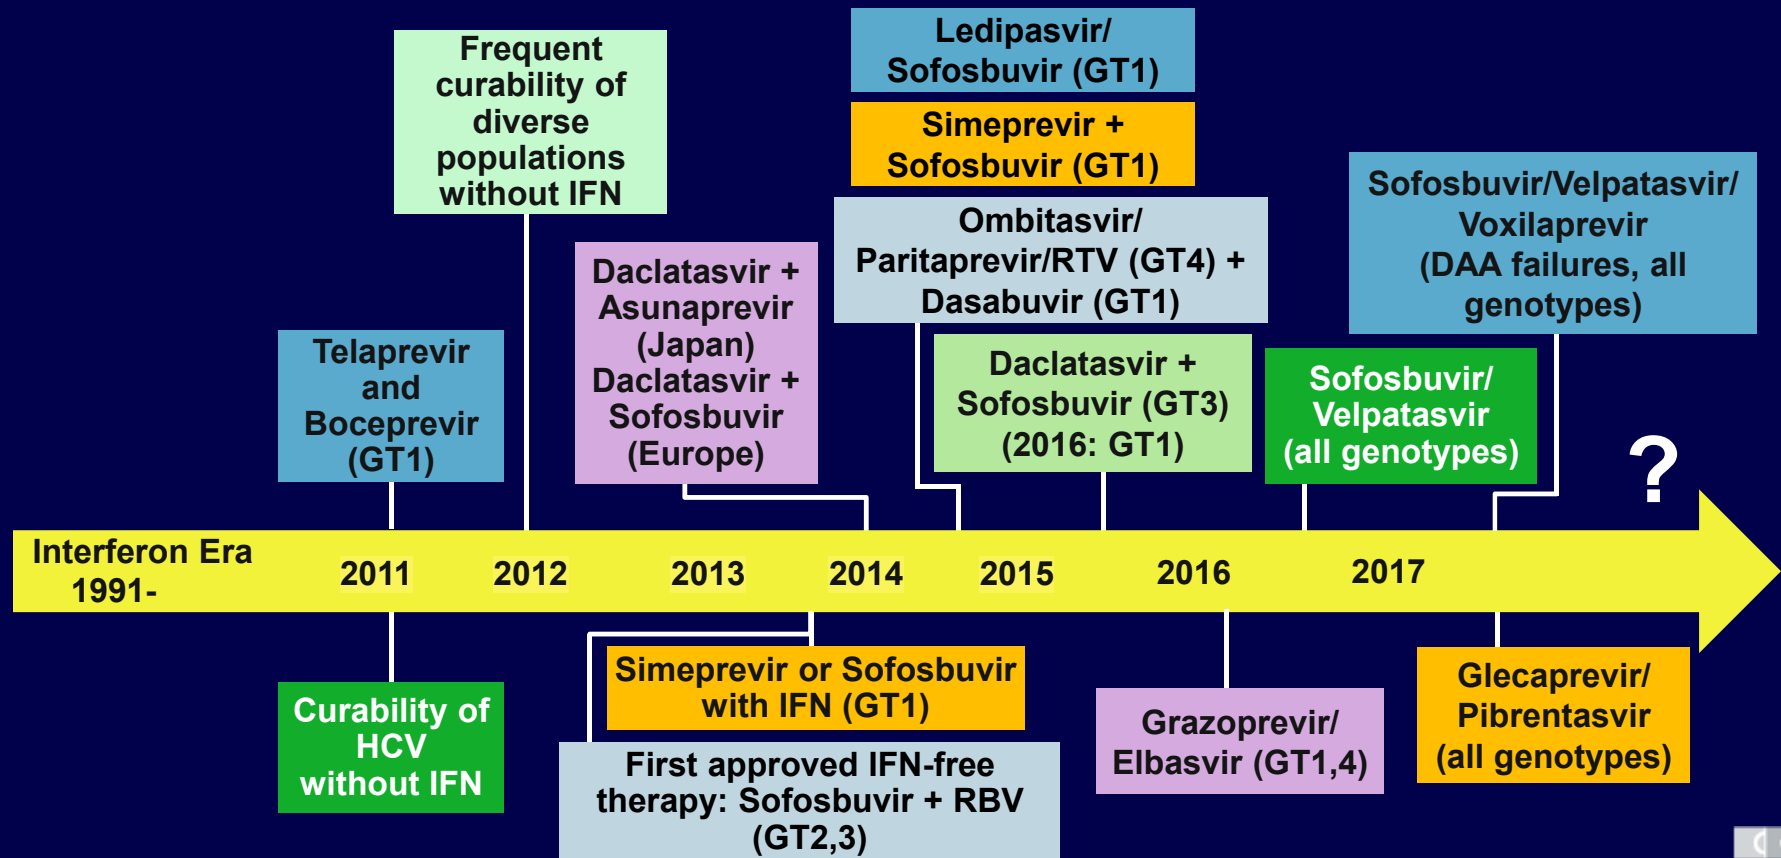 Frequent
curability of
diverse
populations
without IFN
Ledipasvir/
Sofosbuvir (GT1)
Simeprevir +
Sofosbuvir (GT1)
Ombitasvir/
Paritaprevir/RTV (GT4) +
Dasabuvir (GT1)
Sofosbuvir/Velpatasvir/
Voxilaprevir
(DAA failures, all
genotypes)
Daclatasvir +
Asunaprevir
(Japan)
Daclatasvir +
Sofosbuvir
(Europe)
Telaprevir
and
Boceprevir
(GT1)
Daclatasvir +
Sofosbuvir (GT3)
(2016: GT1)
Sofosbuvir/
Velpatasvir
(all genotypes)
?
Interferon Era
1991-
2011
2012
2013
2014
2015
2016
2017
Curability of
HCV
without IFN
Simeprevir or Sofosbuvir
with IFN (GT1)
First approved IFN-free
therapy: Sofosbuvir + RBV
(GT2,3)
Grazoprevir/
Elbasvir (GT1,4)
Glecaprevir/
Pibrentasvir
(all genotypes)